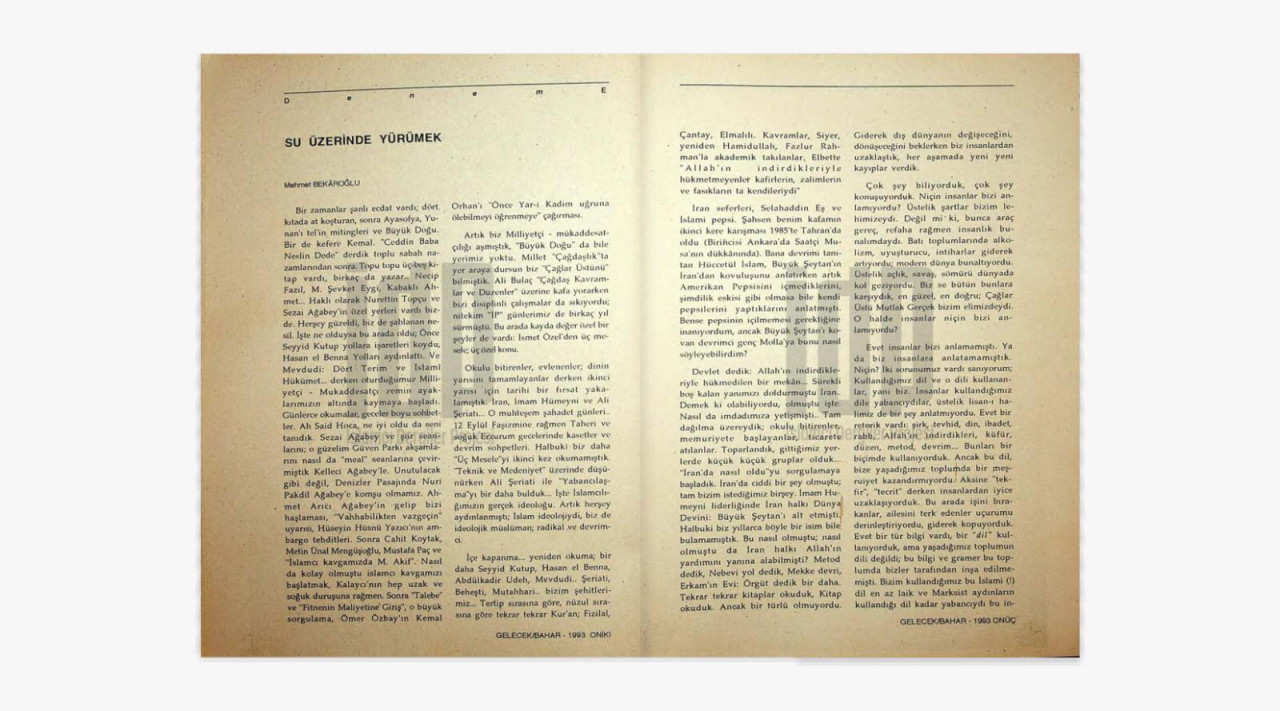 D e n e m E
SU ÜZERİNDE YÜRÜMEK
Mehmet BEKÂROĞLU
Bir zamanlar şanlı ecdat vardı; dört
kıtada at koşturan, sonra Ayasofya, Yu-
nan'ı tel'in mitingleri ve Büyük Doğu.
Bir de kefere Kemal. "Ceddin Baba
Neslin Dede" derdik toplu sabah na-
mazlarından sonra. Topu topu üç-beş ki-
tap vardı, birkaç da yazar.. Necip
Fazıl, M. Şevket Eygi, Kabaklı Ah-
met... Haklı olarak Nurettin Topçu ve
Sezai Ağabey'in özel yerleri vardı biz-
de. Herşey güzeldi, biz de şahlanan ne-
sil. İşte ne olduysa bu arada oldu; Önce
Seyyid Kutup yollara işaretleri koydu,
Hasan el Benna Yolları aydınlattı. Ve
Mevdudi: Dört Terim ve İslamî
Hükümet... derken oturduğumuz Milli-
yetçi - Mukaddesatçı zemin ayak-
larımızın altında kaymaya başladı.
Günlerce okumalar, geceler boyu sohbet-
ler. Ah Said Hoca, ne iyi oldu da seni
tanıdık. Sezai Ağabey'in şiir sean-
larını; o güzelim Güven Parkı akşamla-
rını nasıl da "meal" seanlarına çevir-
miştik Kelleci Ağabey'le. Unutulacak
gibi değil, Denizler Pasajında Nuri
Pakdil Ağabey'e komşu olmamız. Ah-
met Arıcı Ağabey'in gelip bizi
haşlaması, "Vahhabilikten vazgeçin"
uyarısı, Hüseyin Hüsnü Yazıcı'nın am-
bargo tehditleri. Sonra Cahit Koytak,
Metin Ünal Mengüşoğlu, Mustafa Paç ve
"İslamcı kavgamızda M. Akif". Nasıl
da kolay olmuştu islamcı kavgamızı
başlatmak, Kalaycı'nın hep uzak ve
soğuk duruşuna rağmen. Sonra "Talebe"
ve "Fitnenin Maliyetine Giriş", o büyük
sorgulama, Ömer Özbay'ın Kemal
Orhan'ı "Önce Yar-i Kadim uğruna
ölebilmeyi öğrenmeye" çağırması.
Artık biz Milliyetçi - mükaddesat-
çılığı aşmıştık, "Büyük Doğu" da bile
yerimiz yoktu. Millet "Çağdaşlık"ta
yer araya dursun biz "Çağlar Üstünü"
bilmiştik. Ali Bulaç "Çağdaş Kavram-
lar ve Düzenler" üzerine kafa yorarken
bizi disiplinli çalışmalar da sıkıyordu;
nitekim "İP" günlerimiz de birkaç yıl
sürmüştü. Bu arada kayda değer özel bir
şeyler de vardı: İsmet Özel'den üç me-
sele; üç özel konu.
Okulu bitirenler, evlenenler; dinin
yarısını tamamlayanlar derken ikinci
yarısı için tarihi bir fırsat yaka-
lamıştık. İran, İmam Hümeyni ve Ali
Şeriati... O muhteşem şahadet günleri..
12 Eylül Faşizmine rağmen Taheri ve
soğuk Erzurum gecelerinde kasetler ve
devrim sohpetleri. Halbuki biz daha
"Üç Mesele"yi ikinci kez okumamıştık.
"Teknik ve Medeniyet" üzerinde düşü-
nürken Ali Şeriati ile "Yabancılaş-
ma"yı bir daha bulduk... İşte İslamcılı-
ğımızın gerçek ideoloğu. Artık herşey
aydınlanmıştı; İslam ideolojiydi, biz de
ideolojik müslüman; radikal ve devrim-
ci.
İçe kapanma... yeniden okuma; bir
daha Seyyid Kutup, Hasan el Benna,
Abdülkadir Udeh, Mevdudi.. Şeriati,
Beheşti, Mutahhari.. bizim şehitleri-
miz... Tertip sırasına göre, nüzul sıra-
sına göre tekrar tekrar Kur'an; Fizilal,
GELECEK/BAHAR - 1993 ONİKİ
Çantay, Elmalılı. Kavramlar, Siyer,
yeniden Hamidullah, Fazlur Rah-
man'la akademik takılanlar, Elbette
"Allah'ın indirdikleriyle
hükmetmeyenler kafirlerin, zalimlerin
ve fasıkların ta kendileriydi"
İran seferleri, Selahaddin Eş ve
İslami pepsi. Şahsen benim kafamın
ikinci kere karışması 1985'te Tahran'da
oldu (Birincisi Ankara'da Saatçi Mu-
sa'nın dükkânında). Bana devrimi tanı-
tan Hüccetül İslam, Büyük Şeytan'ın
İran'dan kovuluşunu anlatırken artık
Amerikan Pepsisini içmediklerini,
şimdilik eskisi gibi olmasa bile kendi
pepsilerini yaptıklarını anlatmıştı.
Bense pepsinin içilmemesi gerektiğine
inanıyordum, ancak Büyük Şeytan'ı ko-
van devrimci genç Molla'ya bunu nasıl
söyleyebilirdim?
Devlet dedik: Allah'ın indirdikle-
riyle hükmedilen bir mekân... Sürekli
boş kalan yanımızı doldurmuştu İran.
Demek ki olabiliyordu, olmuştu işte.
Nasıl da imdadımıza yetişmişti.. Tam
dağılma üzereydik; okulu bitirenler,
memuriyete başlayanlar, ticarete
atılanlar. Toparlandık, gittiğimiz yer-
lerde küçük küçük gruplar olduk...
"İran'da nasıl oldu"yu sorgulamaya
başladık. İran'da ciddi bir şey olmuştu;
tam bizim istediğimiz birşey. İmam Hu-
meyni liderliğinde İran halkı Dünya
Devini: Büyük Şeytan'ı alt etmişti.
Halbuki biz yıllarca böyle bir isim bile
bulamamıştık. Bu nasıl olmuştu; nasıl
olmuştu da İran halkı Allah'ın
yardımını yanına alabilmişti? Metod
dedik, Nebevi yol dedik, Mekke devri,
Erkam'ın Evi: Örgüt dedik bir daha.
Tekrar tekrar kitaplar okuduk, Kitap
okuduk. Ancak bir türlü olmuyordu.
Giderek dış dünyanın değişeceğini,
dönüşeceğini beklerken biz insanlardan
uzaklaştık, her aşamada yeni yeni
kayıplar verdik.
Çok şey biliyorduk, çok şey
konuşuyorduk. Niçin insanlar bizi an-
lamıyordu? Üstelik şartlar bizim le-
himizeydi. Değil mi ki, bunca araç
gereç, refaha rağmen insanlık bu-
nalımdaydı. Batı toplumlarında alko-
lizm, uyuşturucu, intiharlar giderek
artıyordu; modern dünya bunaltıyordu.
Üstelik açlık, savaş, sömürü dünyada
kol geziyordu. Biz se bütün bunlara
karşıydık, en güzel, en doğru; Çağlar
Üstü Mutlak Gerçek bizim elimizdeydi.
O halde insanlar niçin bizi an-
lamıyordu?
Evet insanlar bizi anlamamıştı. Ya
da biz insanlara anlatamamıştık.
Niçin? İki sorunumuz vardı sanıyorum;
Kullandığımız dil ve o dili kullanan-
lar, yani biz. İnsanlar kullandığımız
dile yabancıydılar, üstelik lisan-ı ha-
limiz de bir şey anlatmıyordu. Evet bir
retorik vardı: şirk, tevhid, din, ibadet,
rabb, Allah'ın indirdikleri, küfür,
düzen, metod, devrim... Bunları bir
biçimde kullanıyorduk. Ancak bu dil,
bize yaşadığımız toplumda bir meş-
ruiyet kazandırmıyordu. Aksine "tek-
fir", "tecrit" derken insanlardan iyice
uzaklaşıyorduk. Bu arada işini bıra-
kanlar, ailesini terk edenler uçurumu
derinleştiriyordu, giderek kopuyorduk.
Evet bir tür bilgi vardı, bir "dil" kul-
lanıyorduk, ama yaşadığımız toplumun
dili değildi; bu bilgi ve gramer bu top-
lumda bizler tarafından inşa edilme-
mişti. Bizim kullandığımız bu İslami (!)
dil en az laik ve Marksist aydınların
kullandığı dil kadar yabancıydı bu in-
GELECEK/BAHAR - 1993 ONÜÇ